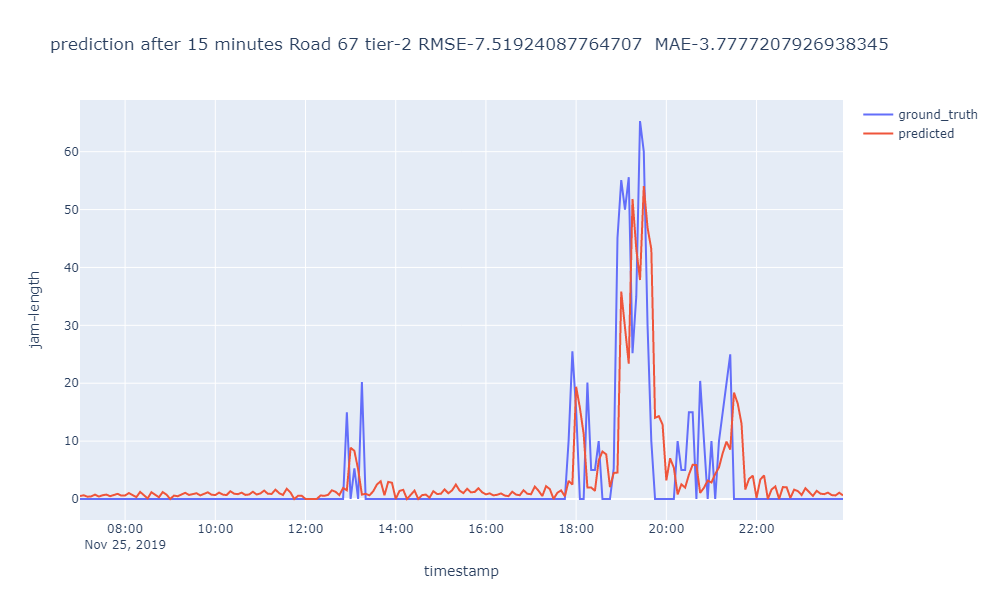 prediction after 15 minutes Road 67 tier-2 RMSE-7.51924087764707  MAE-3.7777207926938345
ground_truth
predicted
60
50
40
30
20
10
0
jam-length
08:00 10:00 12:00 14:00 16:00 18:00 20:00 22:00
Nov 25, 2019
timestamp